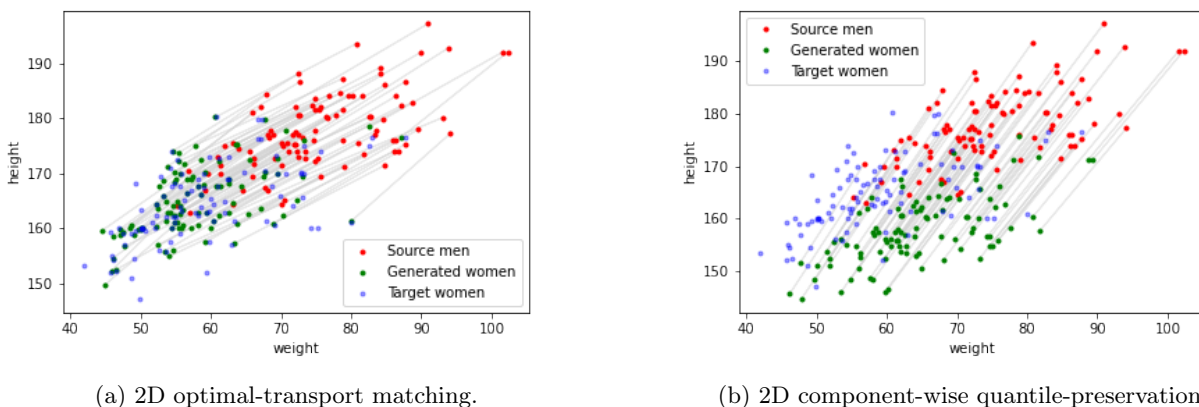 190
180
170
160
150
height
40
50
60
70
80
90
100
weight
Source men
Generated women
Target women
(a) 2D optimal-transport matching.
190
180
170
160
150
height
40
50
60
70
80
90
100
weight
Source men
Generated women
Target women
(b) 2D component-wise quantile-preservation